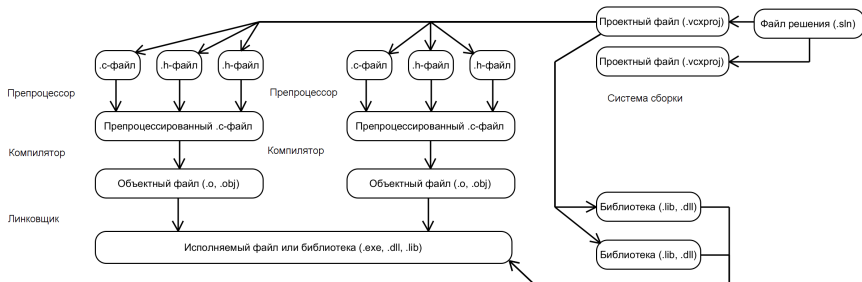 Проектный файл (.vcxproj)
Файл решения (.sln)
.c-файл
.h-файл
.h-файл
.c-файл
.h-файл
.h-файл
Проектный файл (.vcxproj)
Препроцессор
Препроцессор
Система сборки
Препроцессированный .c-файл
Препроцессированный .c-файл
Компилятор
Компилятор
Объектный файл (.o, .obj)
Объектный файл (.o, .obj)
Библиотека (.lib, .dll)
Линковщик
Исполняемый файл или библиотека (.exe, .dll, .lib)
Библиотека (.lib, .dll)